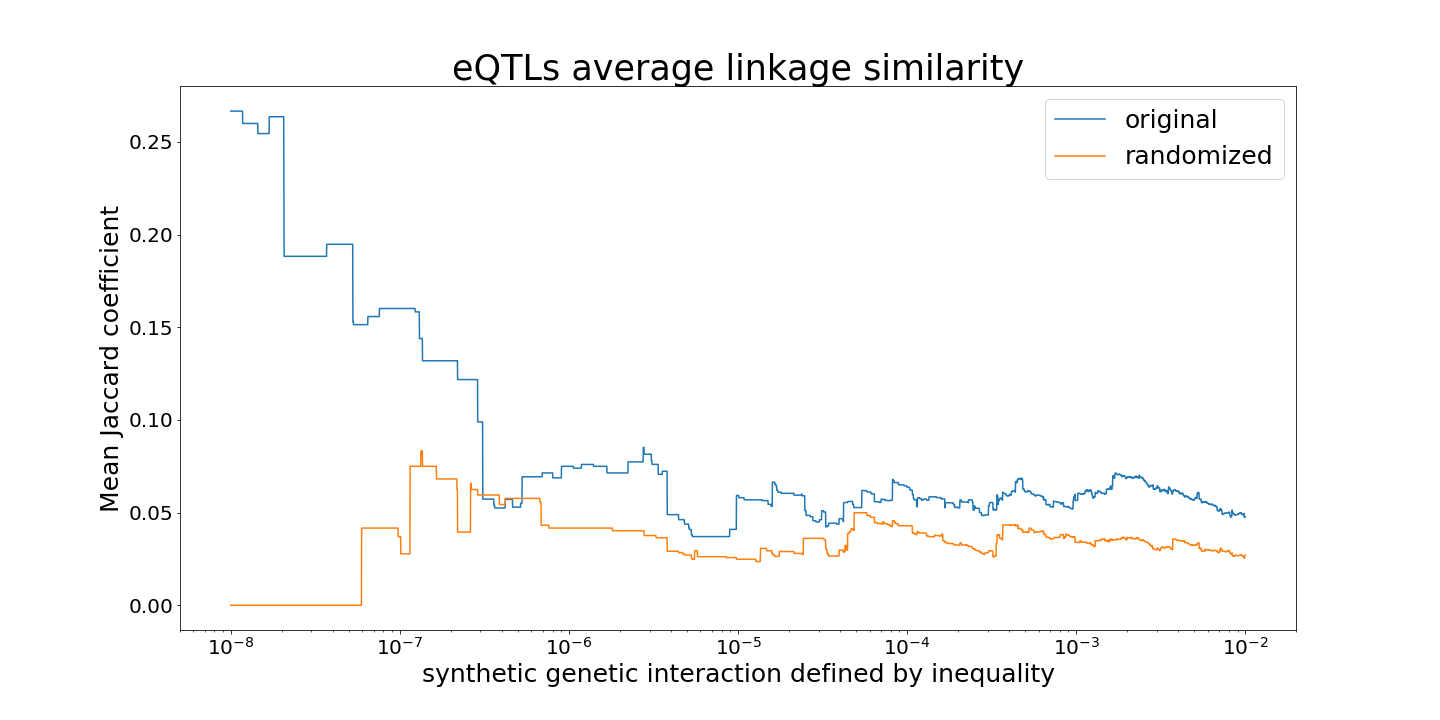 eQTLs average linkage similarity
original
randomized
Mean Jaccard coefficient
0.25
0.20
0.15
0.10
0.05
0.00
10⁻⁸ 10⁻⁷ 10⁻⁶ 10⁻⁵ 10⁻⁴ 10⁻³ 10⁻²
synthetic genetic interaction defined by inequality